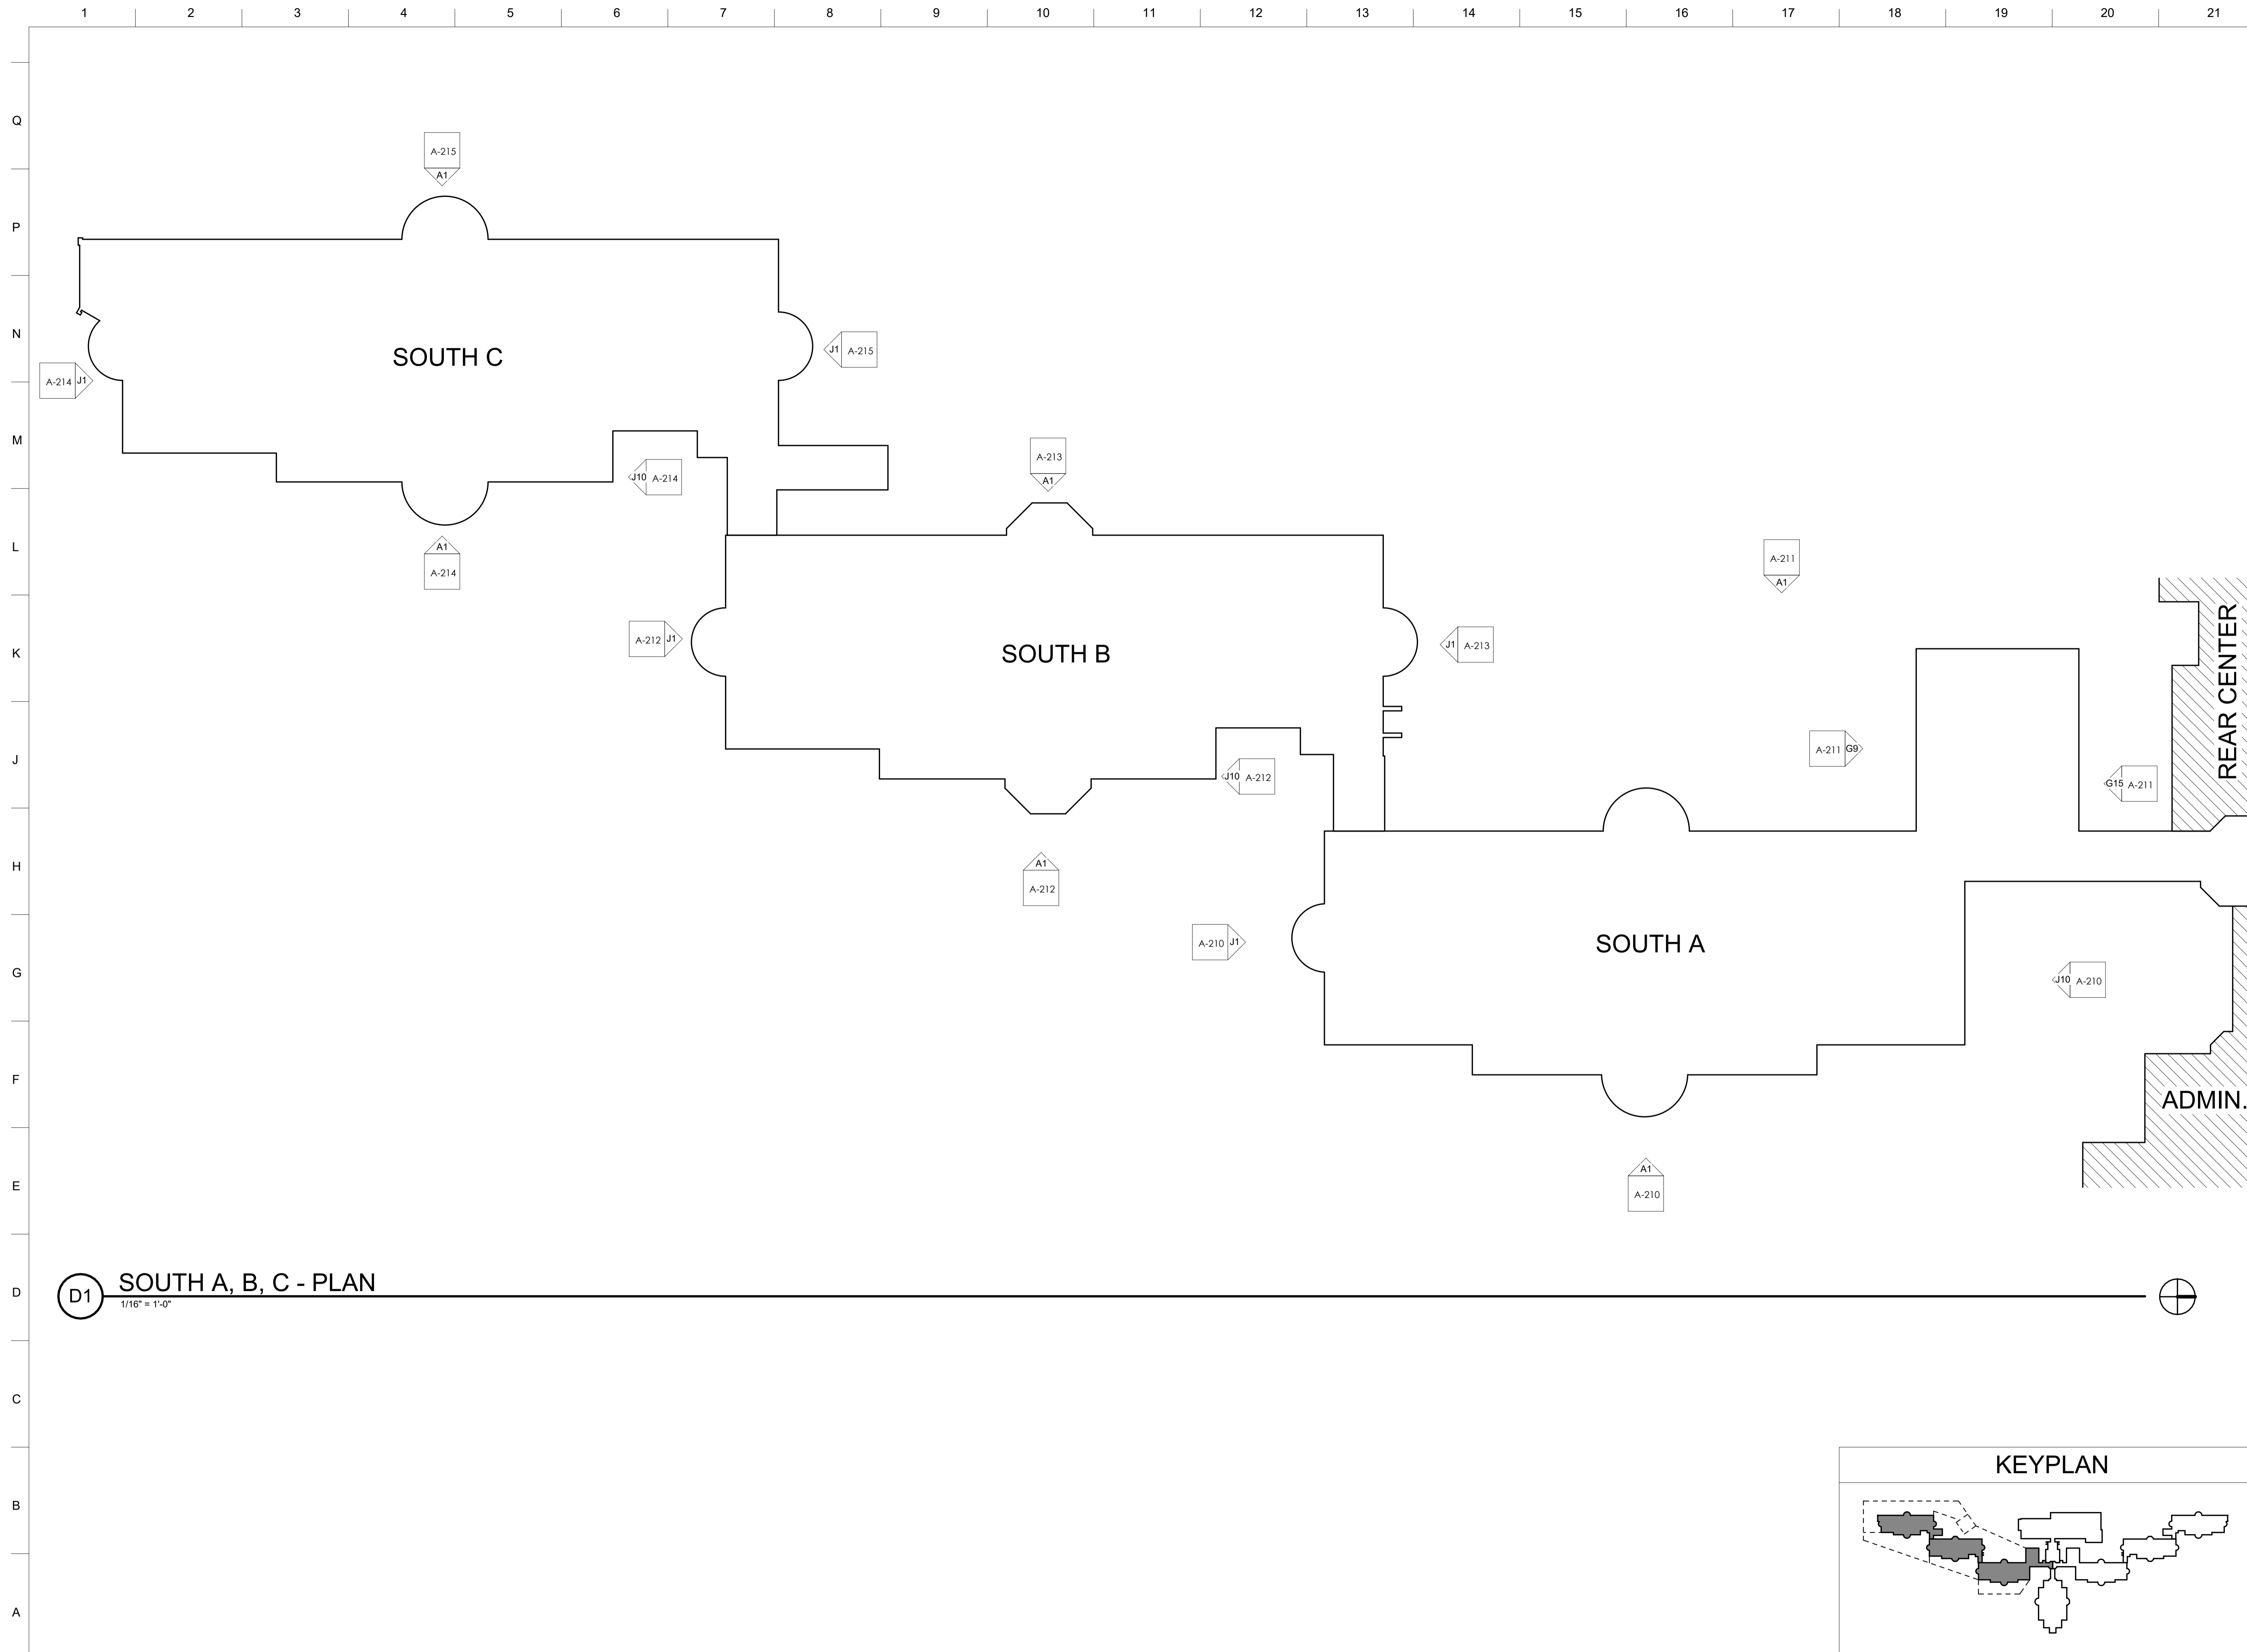 1 2 3 4 5 6 7 8 9 10 11 12 13 14 15 16 17 18 19 20 21
Q
A-215
A1
P
N
SOUTH C
J1 A-215
A-214 J1
M
A-213
A1
J10 A-214
L
A1
A-214
A-211
A1
K
A-212 J1
SOUTH B
J1 A-213
REAR CENTER
J
A-211 G9
J10 A-212
G15 A-211
H
A1
A-212
A-210 J1
SOUTH A
G
J10 A-210
F
ADMIN.
E
A1
A-210
D
D1
SOUTH A, B, C - PLAN
1/16" = 1'-0"
C
KEYPLAN
B
A